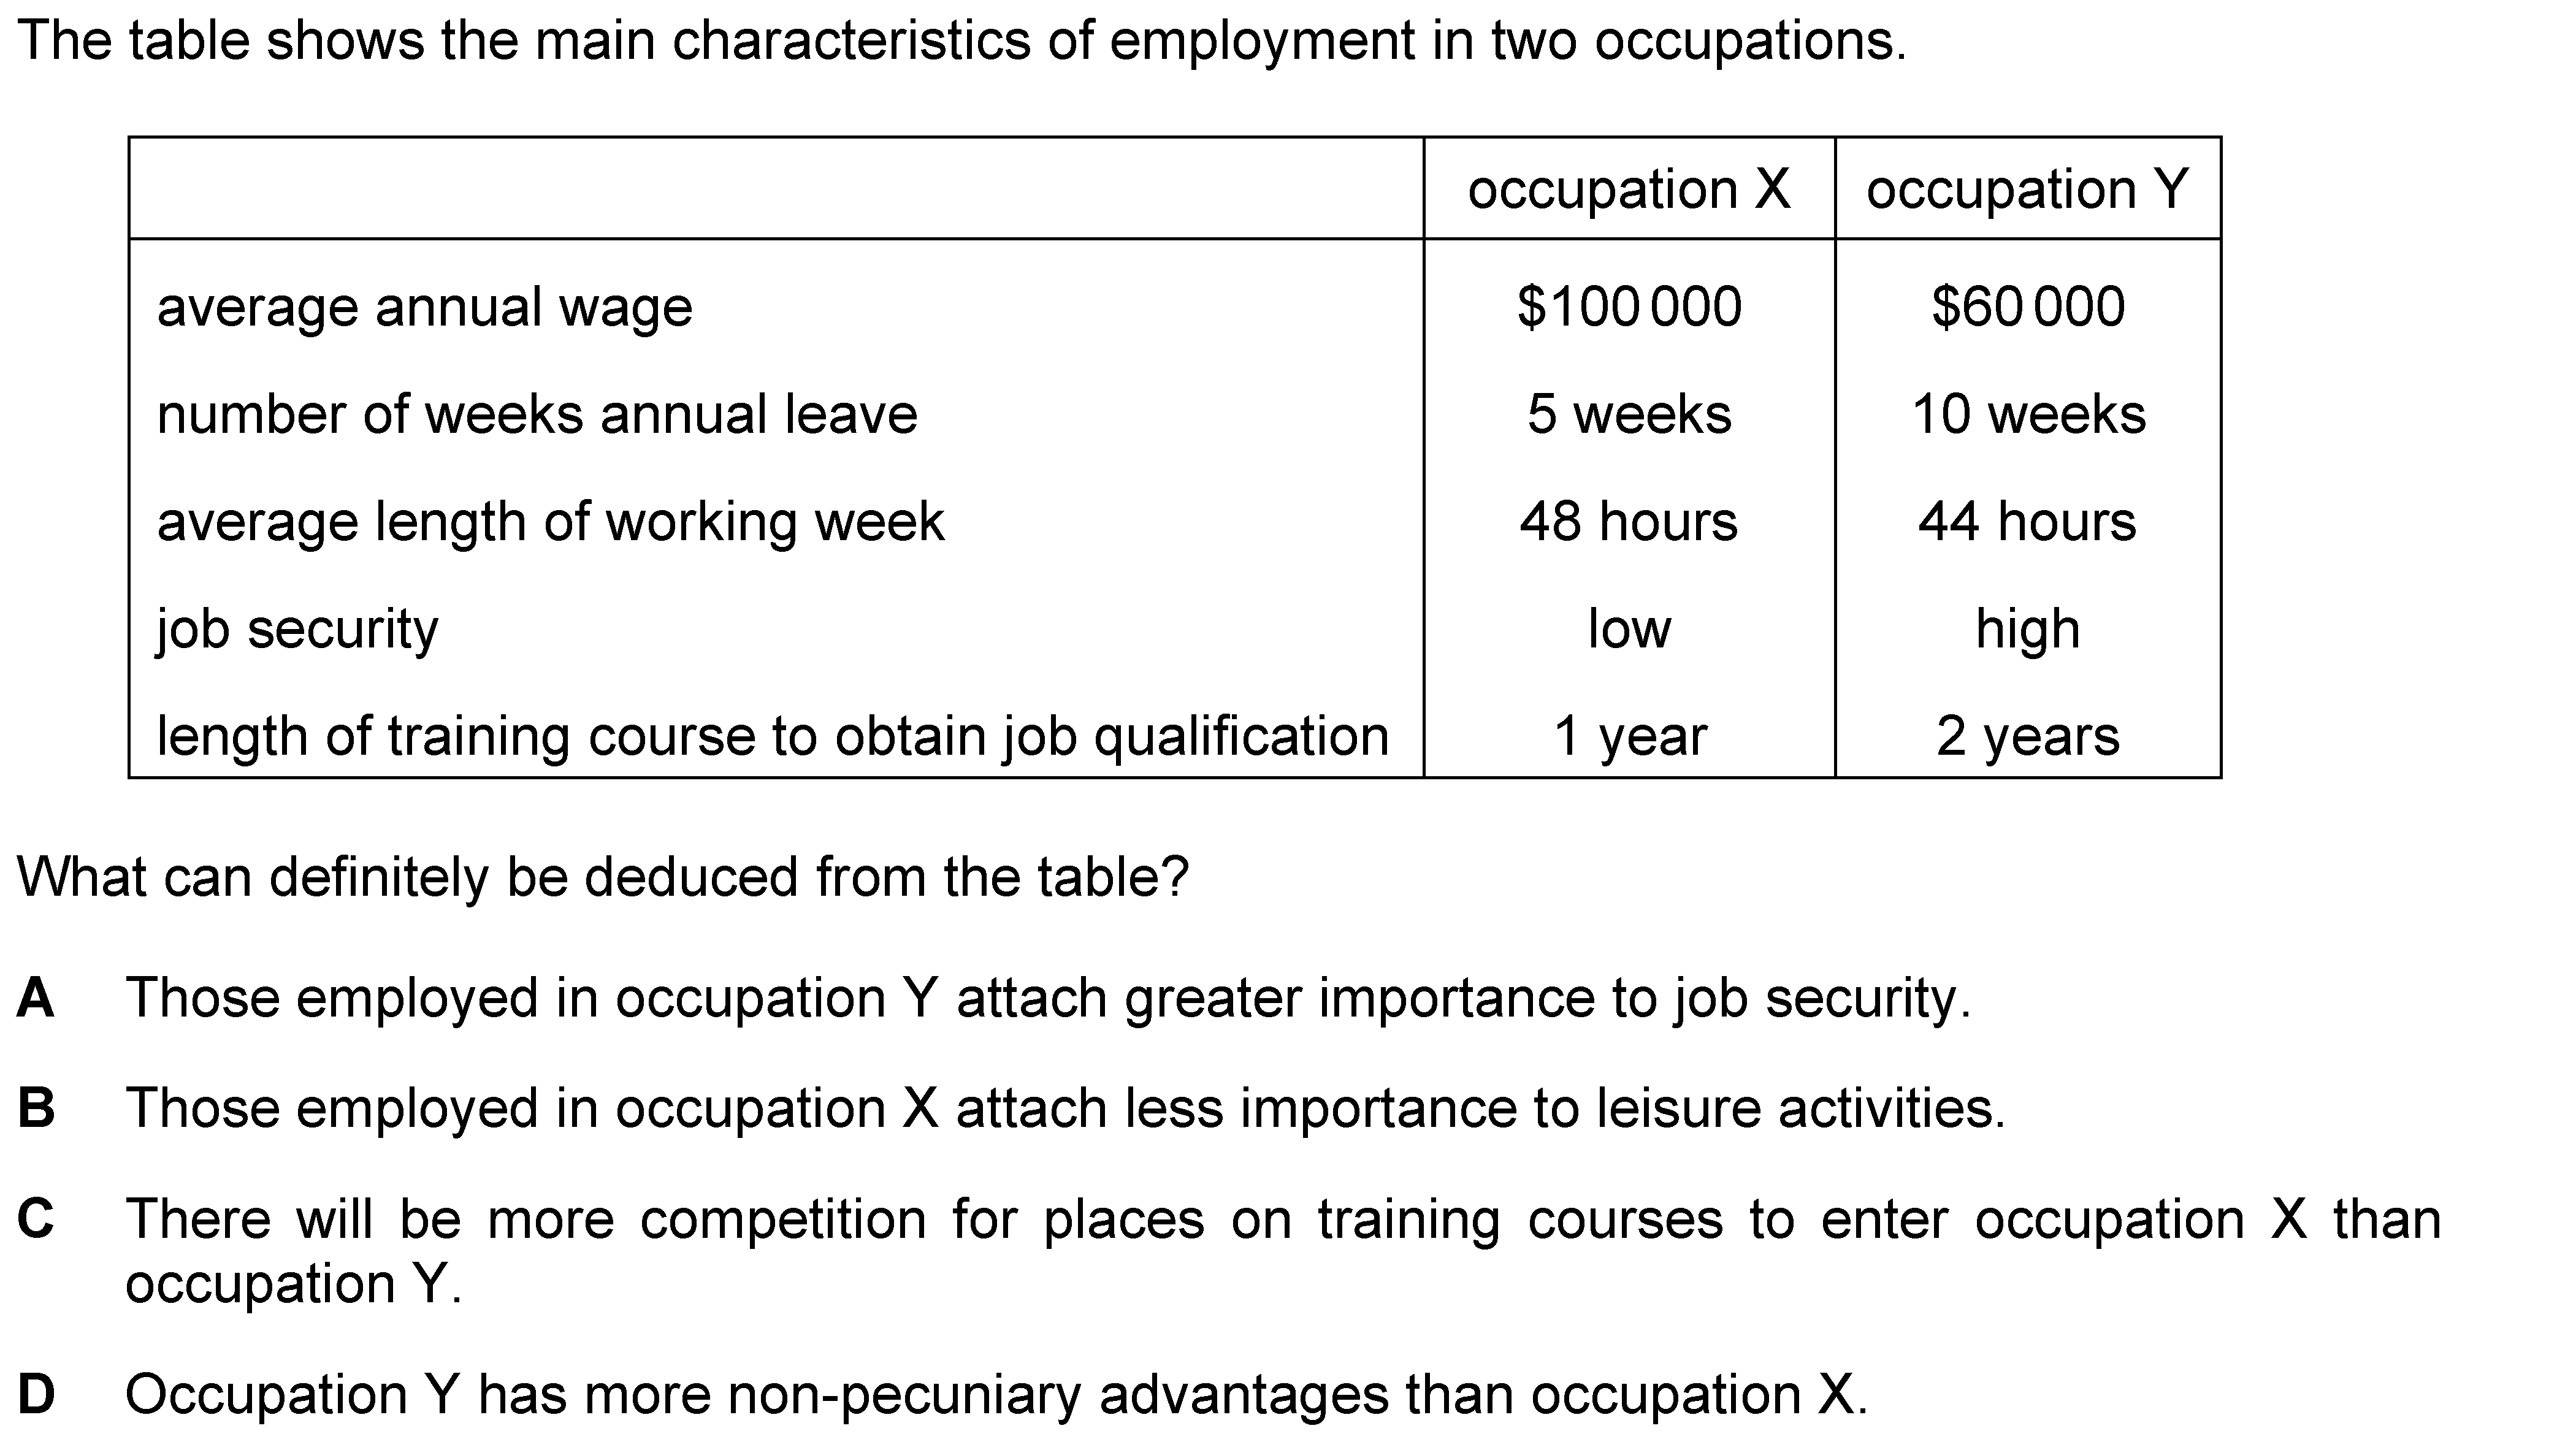 The table shows the main characteristics of employment in two occupations.
occupation X occupation Y
average annual wage $100 000 $60 000
number of weeks annual leave 5 weeks 10 weeks
average length of working week 48 hours 44 hours
job security low high
length of training course to obtain job qualification 1 year 2 years
What can definitely be deduced from the table?
A Those employed in occupation Y attach greater importance to job security.
B Those employed in occupation X attach less importance to leisure activities.
C There will be more competition for places on training courses to enter occupation X than
occupation Y.
D Occupation Y has more non-pecuniary advantages than occupation X.